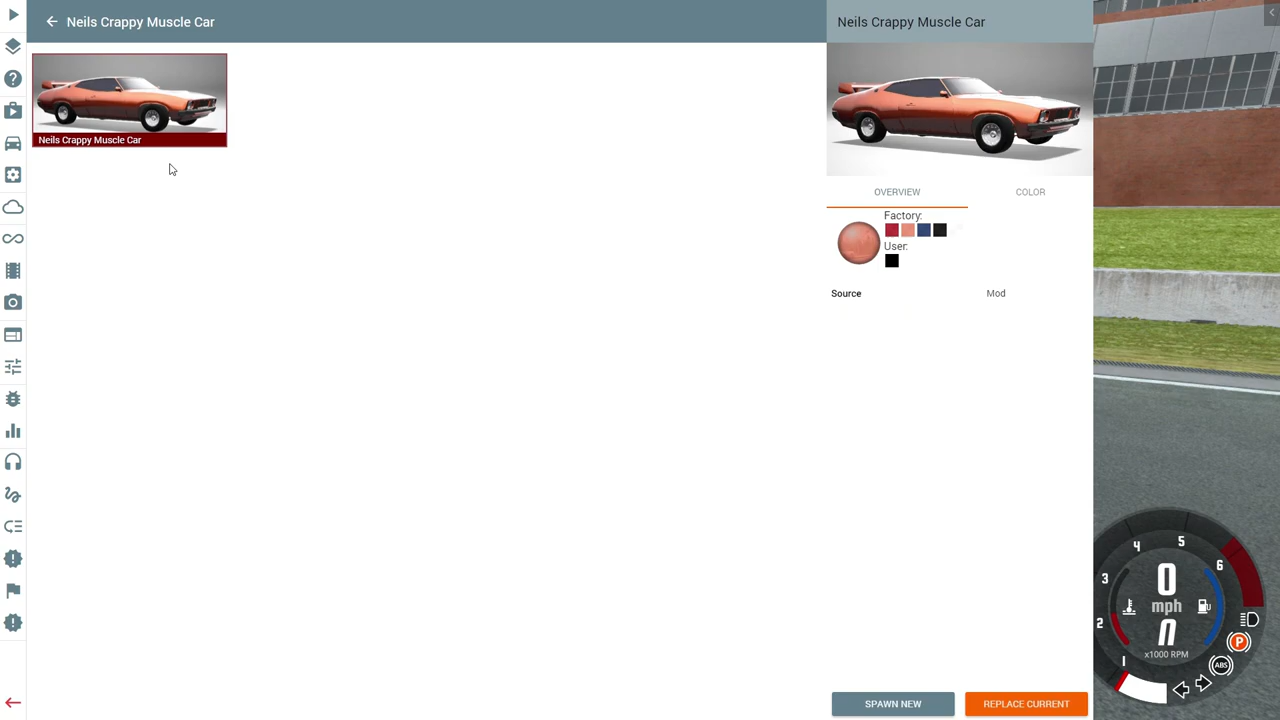 Neils Crappy Muscle Car
Neils Crappy Muscle Car
Neils Crappy Muscle Car
OVERVIEW COLOR
Factory:
User:
Source Mod
SPAWN NEW REPLACE CURRENT
1 2 3 4 5 6
0
mph
n
x1000 RPM
P
ABS